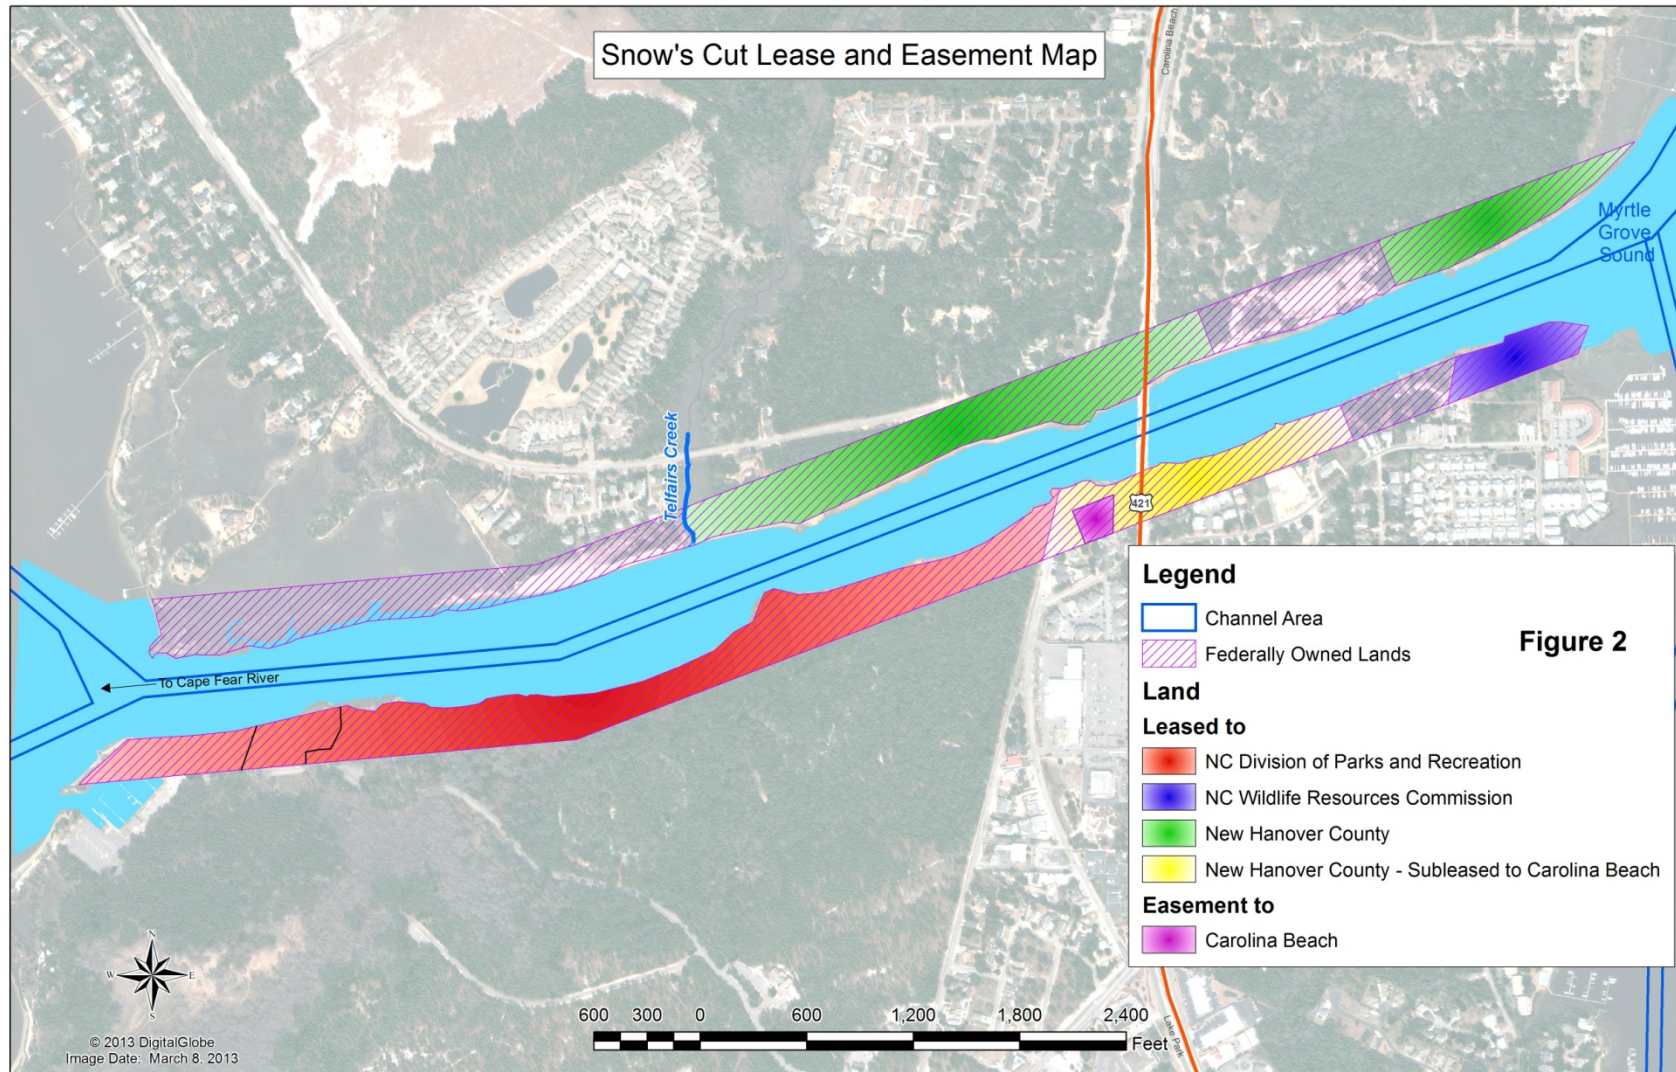 Snow's Cut Lease and Easement Map
Carolina Beach
Myrtle
Grove
Sound
Telfairs Creek
421
To Cape Fear River
Legend
Channel Area
Federally Owned Lands
Figure 2
Land
Leased to
NC Division of Parks and Recreation
NC Wildlife Resources Commission
New Hanover County
New Hanover County - Subleased to Carolina Beach
Easement to
Carolina Beach
N
W
E
S
600 300 0 600 1,200 1,800 2,400
Feet
Lake Park
© 2013 DigitalGlobe
Image Date: March 8, 2013